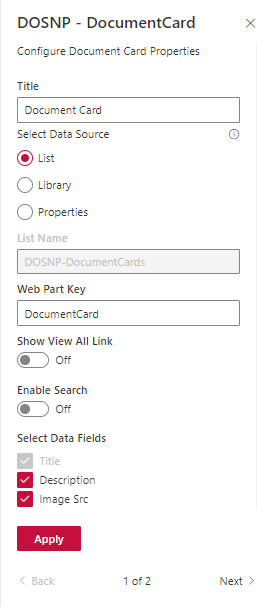 DOSNP - DocumentCard
Configure Document Card Properties
Title
Document Card
Select Data Source
List
Library
Properties
List Name
DOSNP-DocumentCards
Web Part Key
DocumentCard
Show View All Link
Off
Enable Search
Off
Select Data Fields
Title
Description
Image Src
Apply
Back 1 of 2 Next